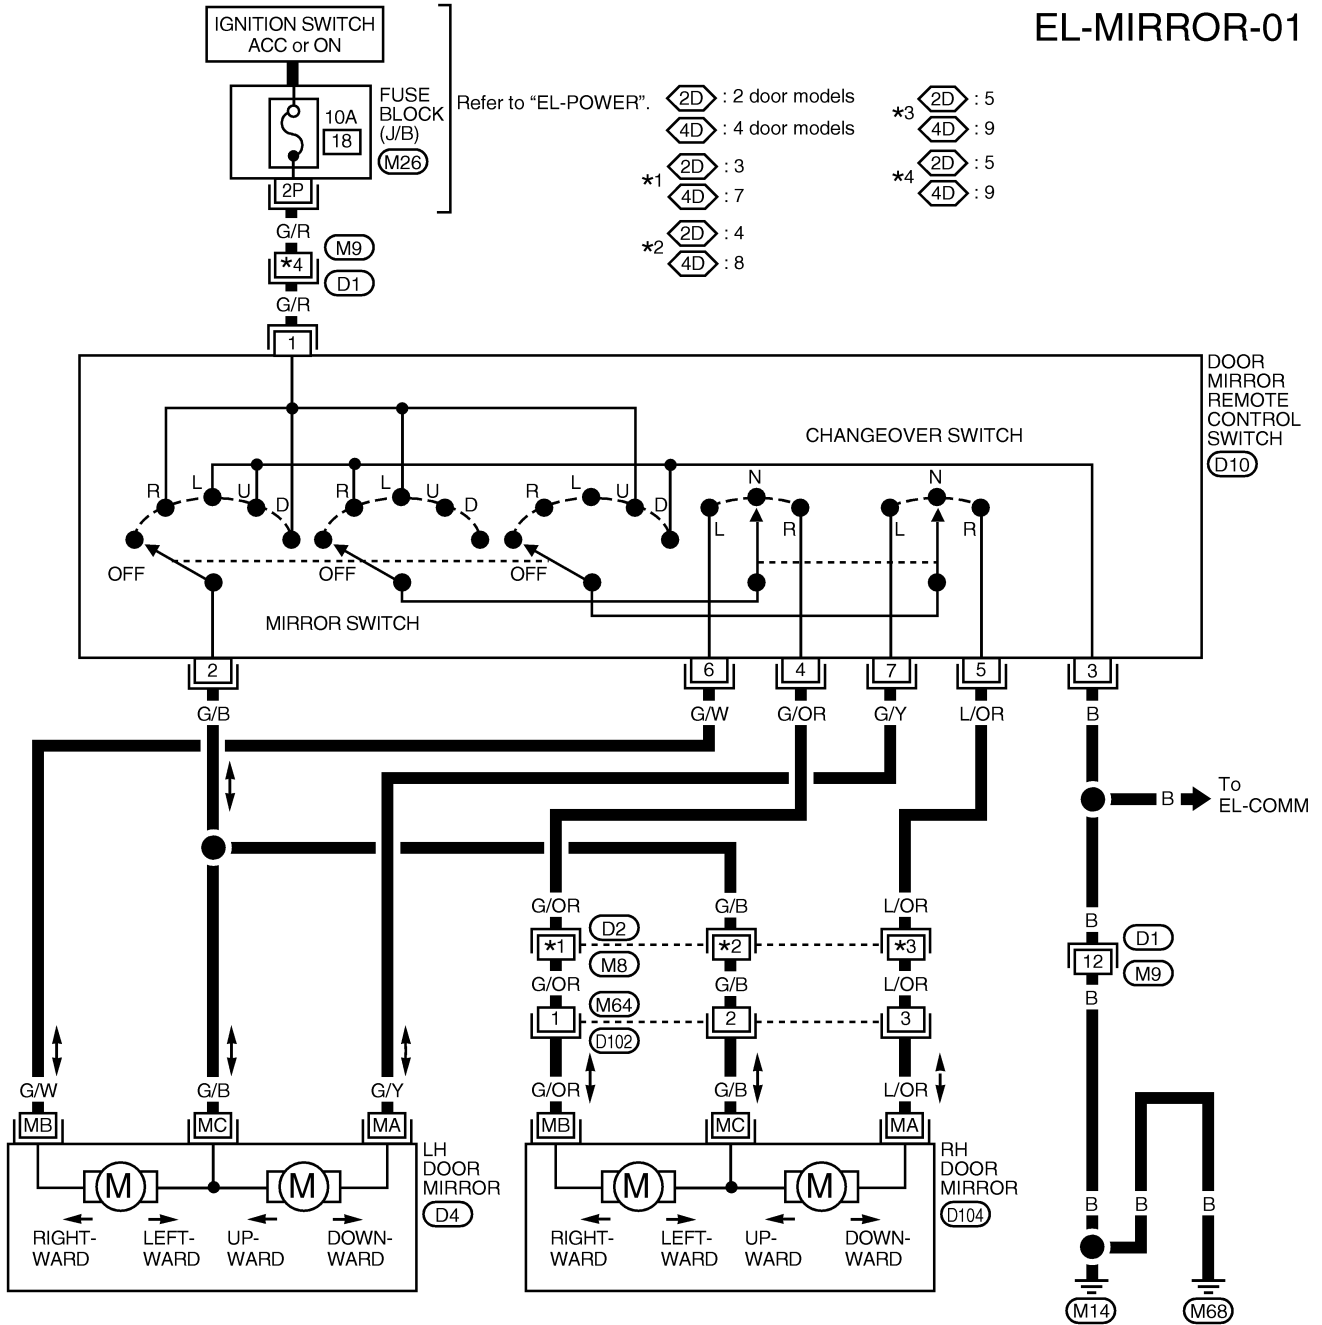 EL-MIRROR-01
IGNITION SWITCH
ACC or ON
FUSE
BLOCK
(J/B)
M26
10A
18
2P
Refer to “EL-POWER”.
2D : 2 door models
4D : 4 door models
*1 2D : 3
4D : 7
*2 2D : 4
4D : 8
*3 2D : 5
4D : 9
*4 2D : 5
4D : 9
G/R
M9
*4
D1
G/R
1
DOOR
MIRROR
REMOTE
CONTROL
SWITCH
D10
CHANGEOVER SWITCH
R L U D R L U D R L U D L N R L N R
OFF OFF OFF
MIRROR SWITCH
2 6 4 7 5 3
G/B G/W G/OR G/Y L/OR B
B To
EL-COMM
G/OR G/B L/OR B
*1 D2 *2 *3 12 D1
M8 M9
G/OR G/B L/OR B
1 M64 2 3
D102
G/W G/B G/Y G/OR G/B L/OR
MB MC MA MB MC MA
LH
DOOR
MIRROR
D4
M M
RIGHT-
WARD
LEFT-
WARD
UP-
WARD
DOWN-
WARD
RH
DOOR
MIRROR
D104
M M
RIGHT-
WARD
LEFT-
WARD
UP-
WARD
DOWN-
WARD
B B B
M14 M68